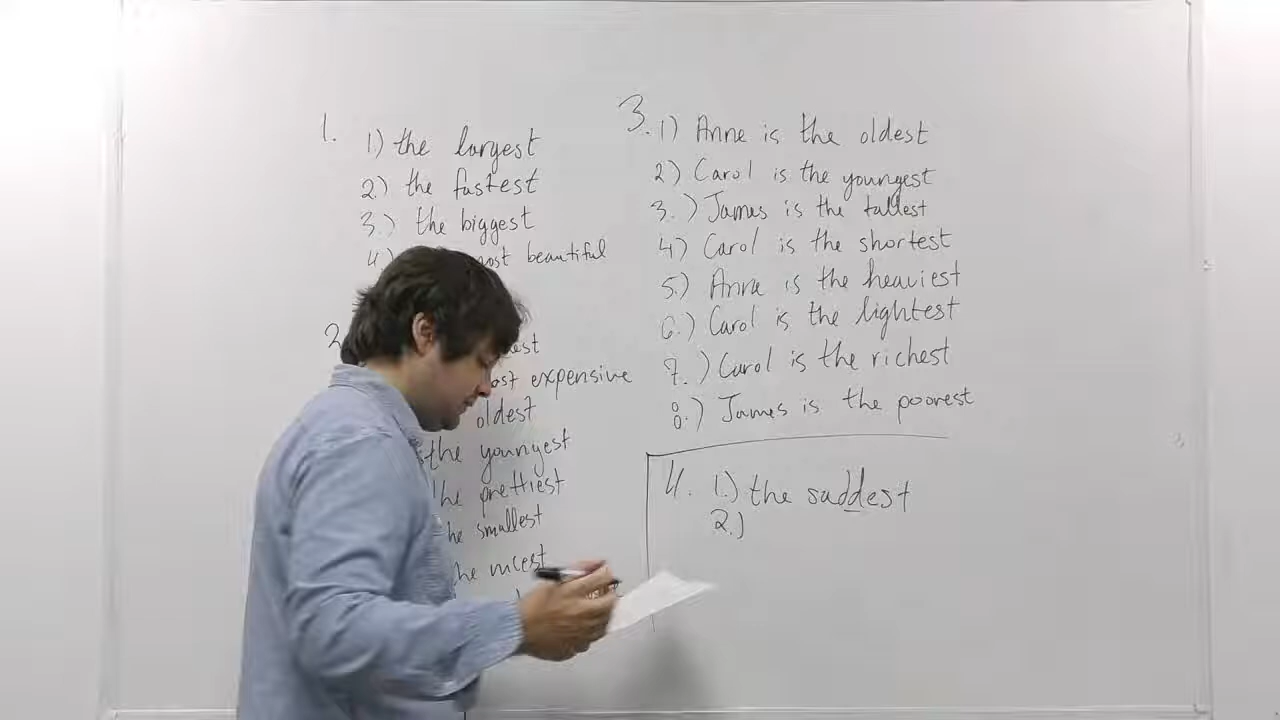 1.
1) the largest
2.) the fastest
3.) the biggest
4) most beautiful
2
est
ost expensive
oldest
the youngest
the prettiest
he smallest
he nicest
3.
1) Anne is the oldest
2) Carol is the youngest
3.) James is the tallest
4) Carol is the shortest
5.) Anne is the heaviest
6.) Carol is the lightest
7.) Carol is the richest
8.) James is the poorest
4. 1.) the saddest
2.)